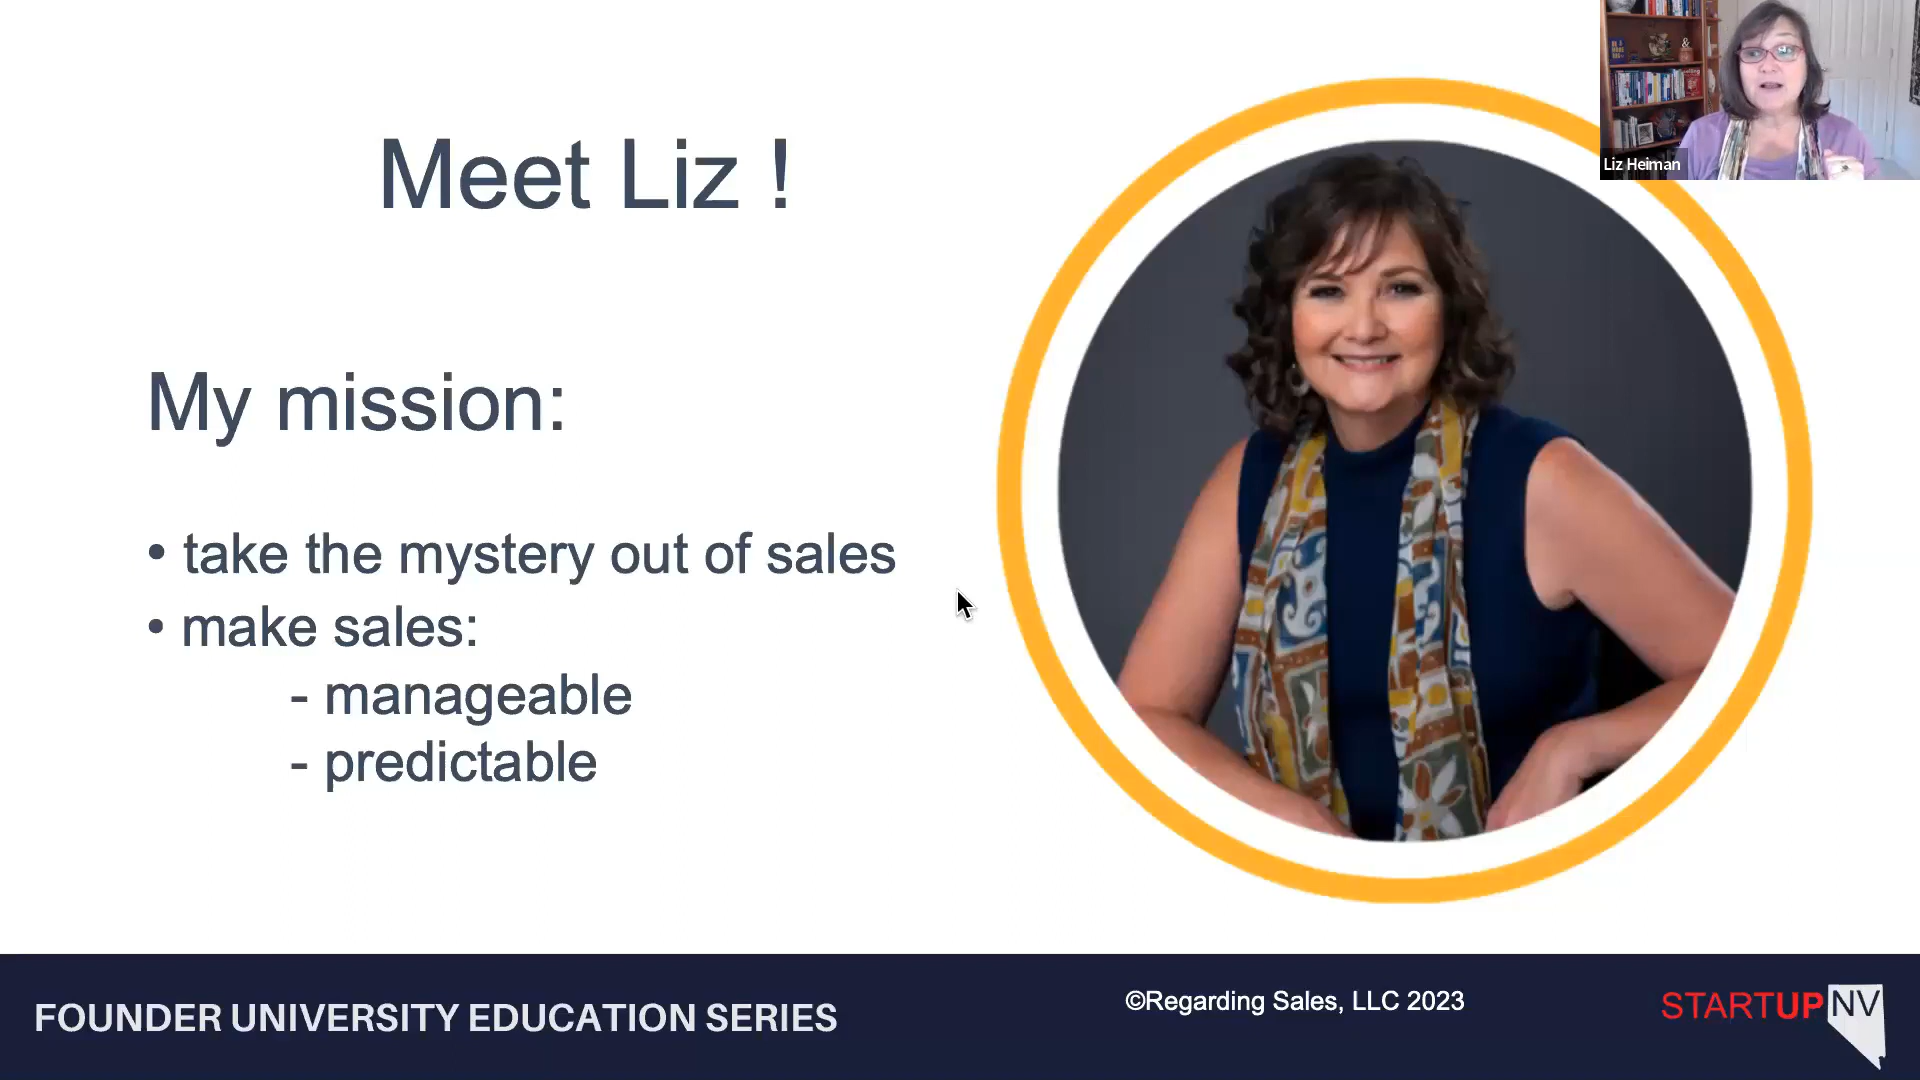 Meet Liz !
Liz Heiman
My mission:
• take the mystery out of sales
• make sales:
- manageable
- predictable
FOUNDER UNIVERSITY EDUCATION SERIES
©Regarding Sales, LLC 2023
STARTUPNV